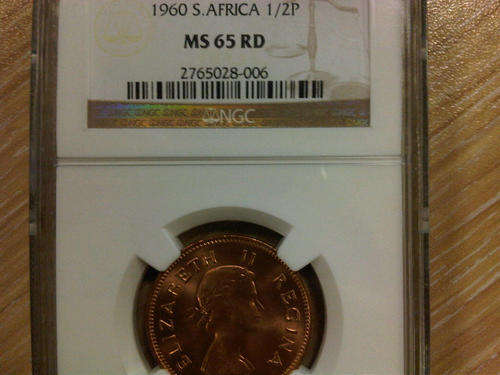 1960 S.AFRICA 1/2P
MS 65 RD
2765028-006
NGC
ELIZABETH II REGINA